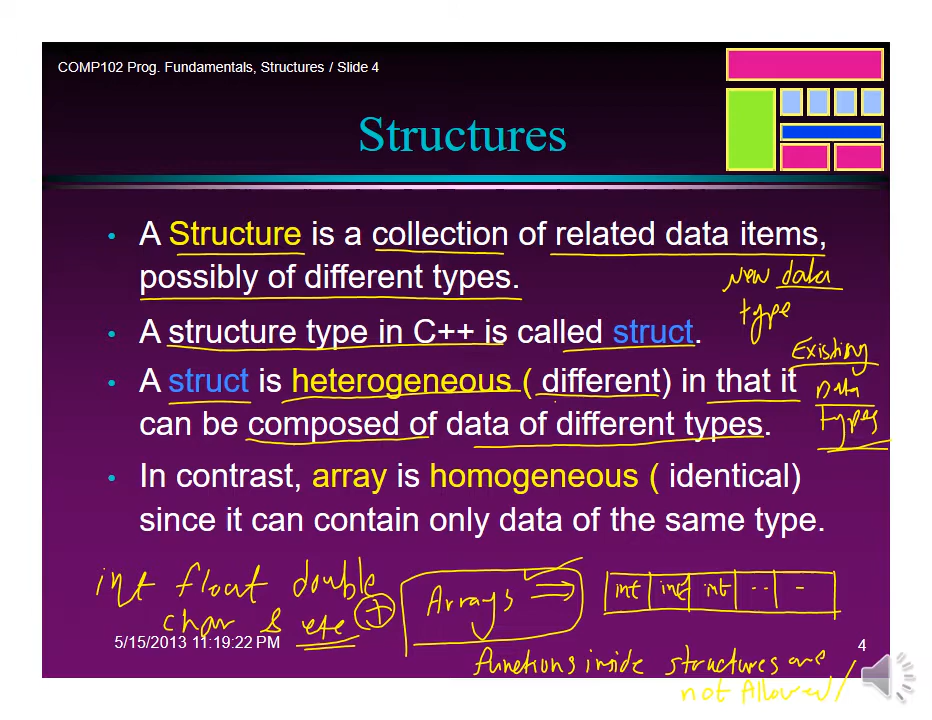 COMP102 Prog. Fundamentals, Structures / Slide 4
Structures
• A Structure is a collection of related data items,
possibly of different types.
New data
type
• A structure type in C++ is called struct.
Existing
Data
Types
• A struct is heterogeneous ( different) in that it
can be composed of data of different types.
• In contrast, array is homogeneous ( identical)
since it can contain only data of the same type.
int float double
char & etc +
Arrays ⇒
int int int .. -
5/15/2013 11:19:22 PM
4
functions inside structures are
not Allowed!